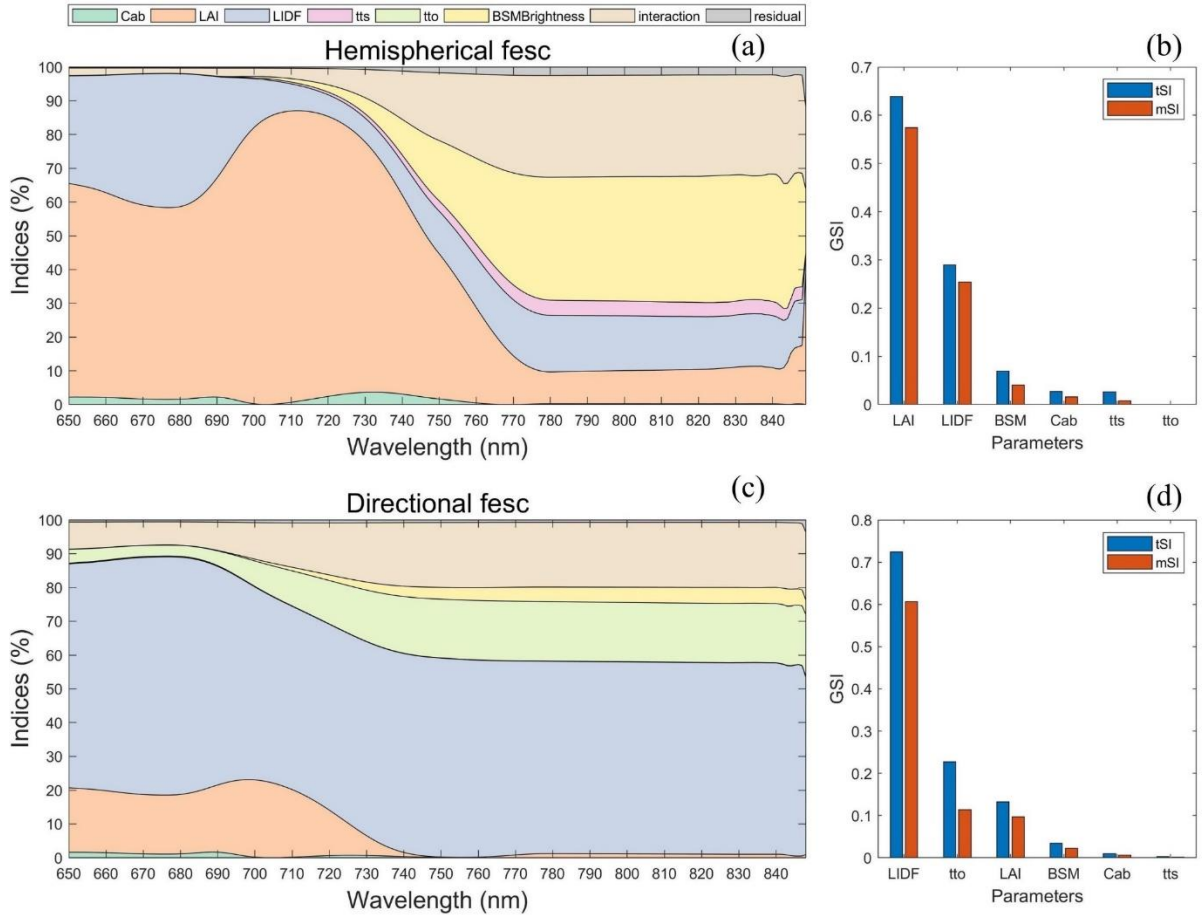 Cab LAI LIDF tts tto BSMBrightness interaction residual
Hemispherical fesc
(a)
100
90
80
70
60
50
40
30
20
10
0
Indices (%)
650 660 670 680 690 700 710 720 730 740 750 760 770 780 790 800 810 820 830 840
Wavelength (nm)
(b)
0.7
0.6
0.5
0.4
0.3
0.2
0.1
0
GSI
tSI
mSI
LAI LIDF BSM Cab tts tto
Parameters
Directional fesc
(c)
100
90
80
70
60
50
40
30
20
10
0
Indices (%)
650 660 670 680 690 700 710 720 730 740 750 760 770 780 790 800 810 820 830 840
Wavelength (nm)
(d)
0.8
0.7
0.6
0.5
0.4
0.3
0.2
0.1
0
GSI
tSI
mSI
LIDF tto LAI BSM Cab tts
Parameters